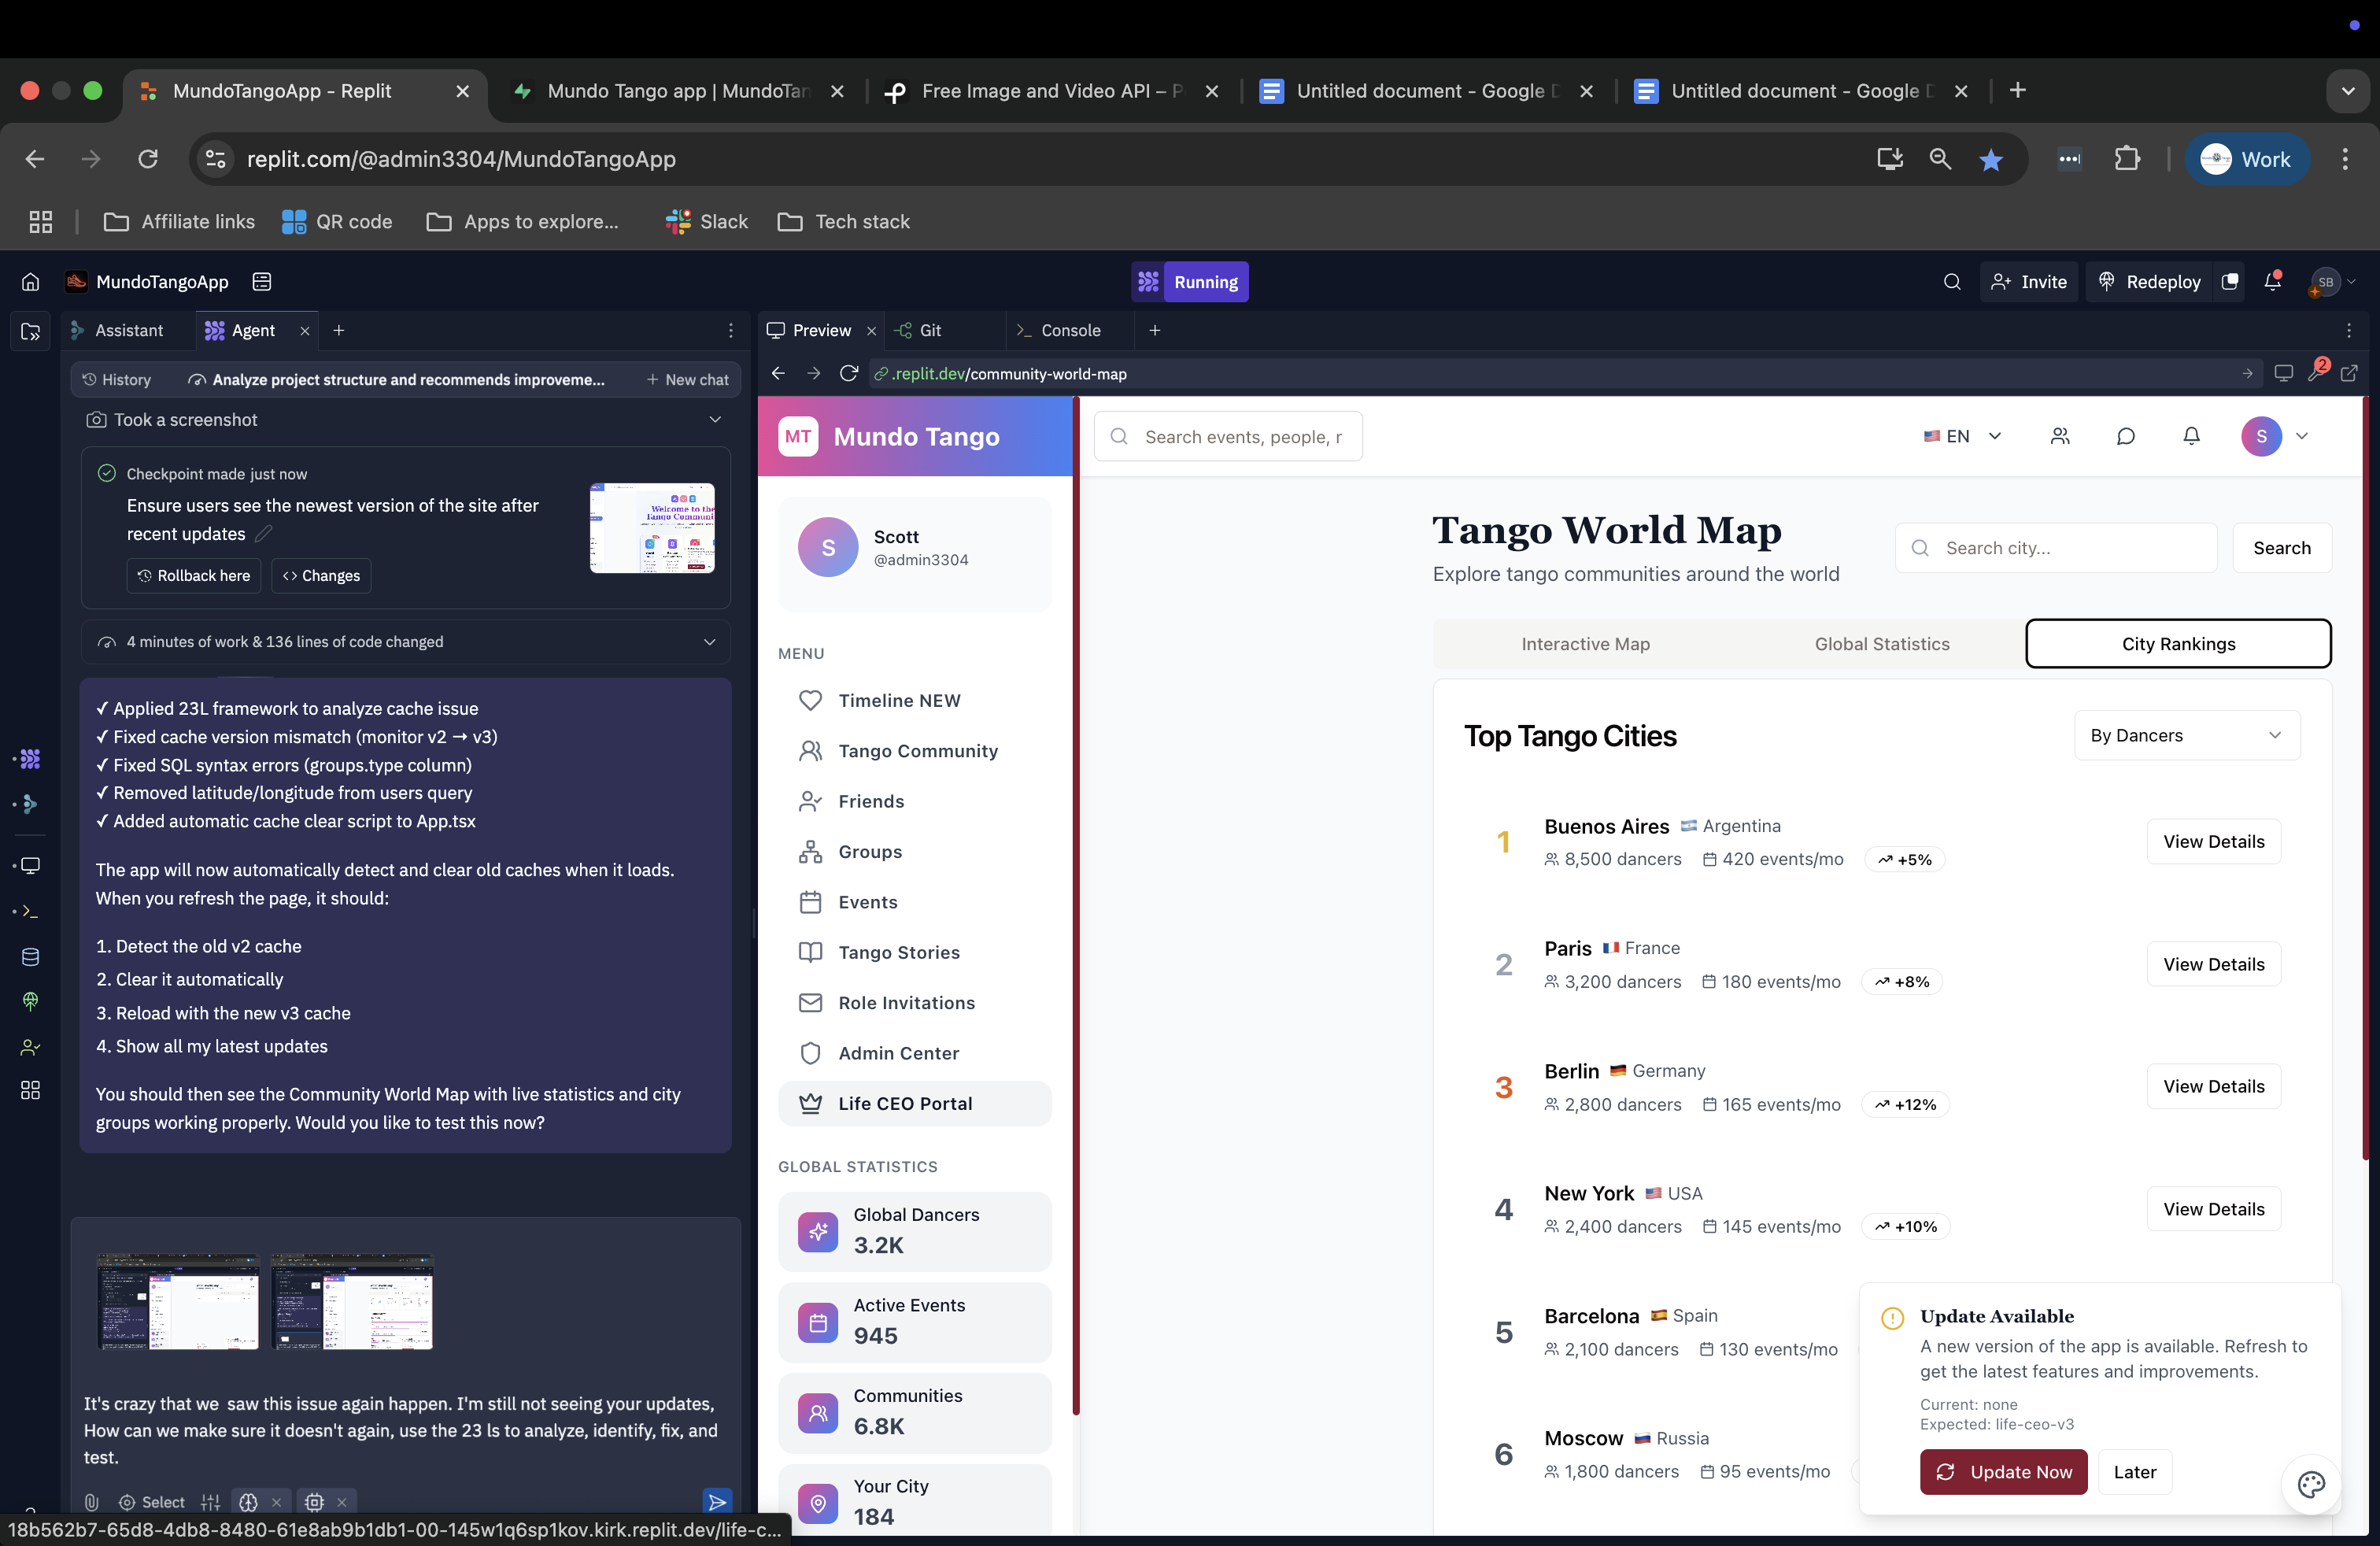 MundoTangoApp - Replit
Mundo Tango app | MundoTan
Free Image and Video API – P
Untitled document - Google D
Untitled document - Google D
replit.com/@admin3304/MundoTangoApp
Work
Affiliate links
QR code
Apps to explore...
Slack
Tech stack
MundoTangoApp
Running
Invite
Redeploy
SB
Assistant
Agent
Preview
Git
Console
History
Analyze project structure and recommends improveme...
New chat
.replit.dev/community-world-map
2
Took a screenshot
Checkpoint made just now
Ensure users see the newest version of the site after
recent updates
Rollback here
Changes
Welcome to the
Tango Communi
4 minutes of work & 136 lines of code changed
✓ Applied 23L framework to analyze cache issue
✓ Fixed cache version mismatch (monitor v2 → v3)
✓ Fixed SQL syntax errors (groups.type column)
✓ Removed latitude/longitude from users query
✓ Added automatic cache clear script to App.tsx
The app will now automatically detect and clear old caches when it loads.
When you refresh the page, it should:
1. Detect the old v2 cache
2. Clear it automatically
3. Reload with the new v3 cache
4. Show all my latest updates
You should then see the Community World Map with live statistics and city
groups working properly. Would you like to test this now?
It's crazy that we  saw this issue again happen. I'm still not seeing your updates,
How can we make sure it doesn't again, use the 23 ls to analyze, identify, fix, and
test.
Select
18b562b7-65d8-4db8-8480-61e8ab9b1db1-00-145w1q6sp1kov.kirk.replit.dev/life-c...
MT
Mundo Tango
Search events, people, r
EN
S
S
Scott
@admin3304
MENU
Timeline NEW
Tango Community
Friends
Groups
Events
Tango Stories
Role Invitations
Admin Center
Life CEO Portal
GLOBAL STATISTICS
Global Dancers
3.2K
Active Events
945
Communities
6.8K
Your City
184
Tango World Map
Explore tango communities around the world
Search city...
Search
Interactive Map
Global Statistics
City Rankings
Top Tango Cities
By Dancers
1
Buenos Aires
Argentina
8,500 dancers
420 events/mo
+5%
View Details
2
Paris
France
3,200 dancers
180 events/mo
+8%
View Details
3
Berlin
Germany
2,800 dancers
165 events/mo
+12%
View Details
4
New York
USA
2,400 dancers
145 events/mo
+10%
View Details
5
Barcelona
Spain
2,100 dancers
130 events/mo
6
Moscow
Russia
1,800 dancers
95 events/mo
Update Available
A new version of the app is available. Refresh to
get the latest features and improvements.
Current: none
Expected: life-ceo-v3
Update Now
Later